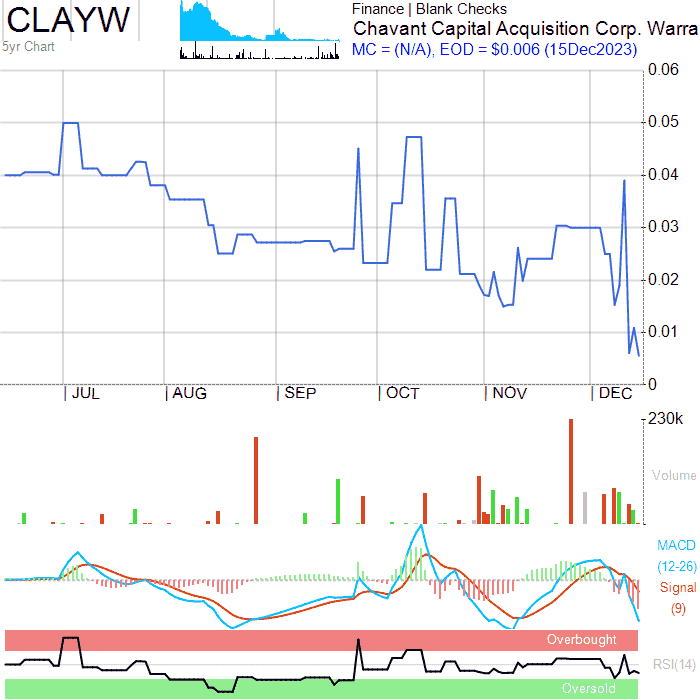 CLAYW
5yr Chart
Finance | Blank Checks
Chavant Capital Acquisition Corp. Warra
MC = (N/A), EOD = $0.006 (15Dec2023)
0.06
0.05
0.04
0.03
0.02
0.01
0
JUL AUG SEP OCT NOV DEC
230k
Volume
MACD
(12-26)
Signal
(9)
Overbought
RSI(14)
Oversold